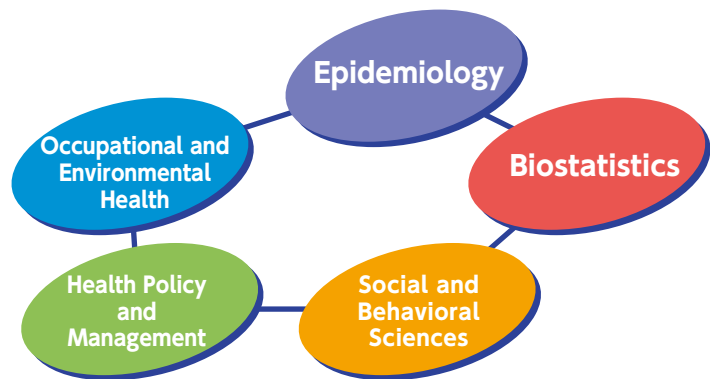 Epidemiology
Biostatistics
Social and
Behavioral
Sciences
Health Policy
and
Management
Occupational and
Environmental
Health